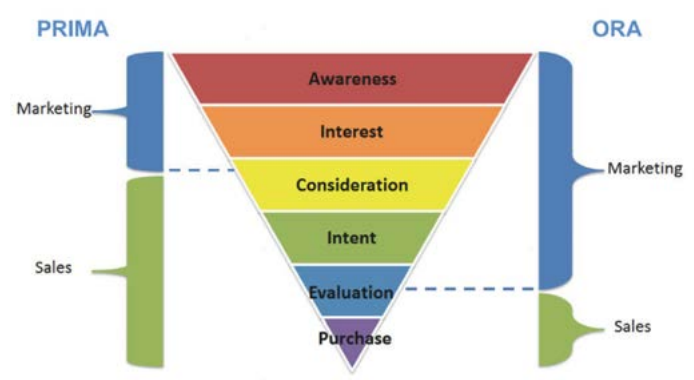 PRIMA
ORA
Awareness
Marketing
Interest
Consideration
Marketing
Intent
Sales
Evaluation
Sales
Purchase